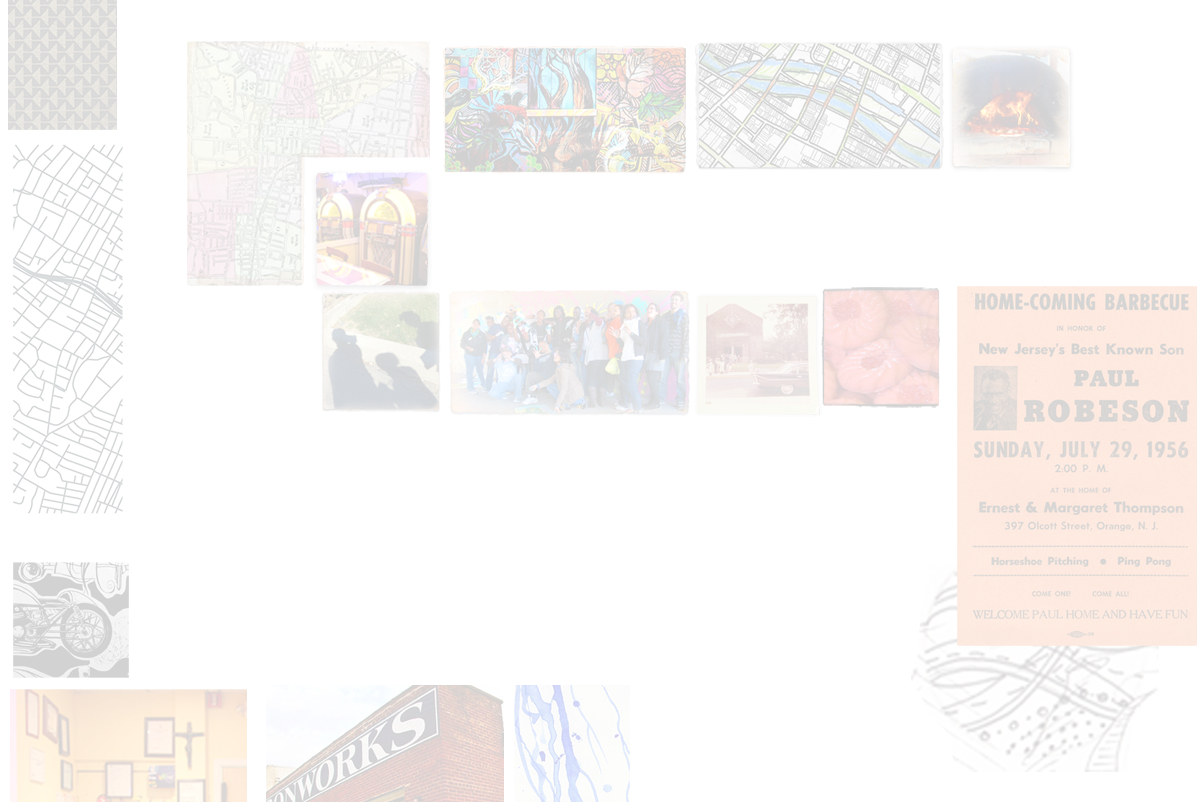 HOME-COMING BARBECUE
IN HONOR OF
New Jersey's Best Known Son
PAUL
ROBESON
SUNDAY, JULY 29, 1956
2:00 P. M.
AT THE HOME OF
Ernest & Margaret Thompson
397 Olcott Street, Orange, N. J.
Horseshoe Pitching • Ping Pong
COME ONE! COME ALL!
WELCOME PAUL HOME AND HAVE FUN
ONWORKS